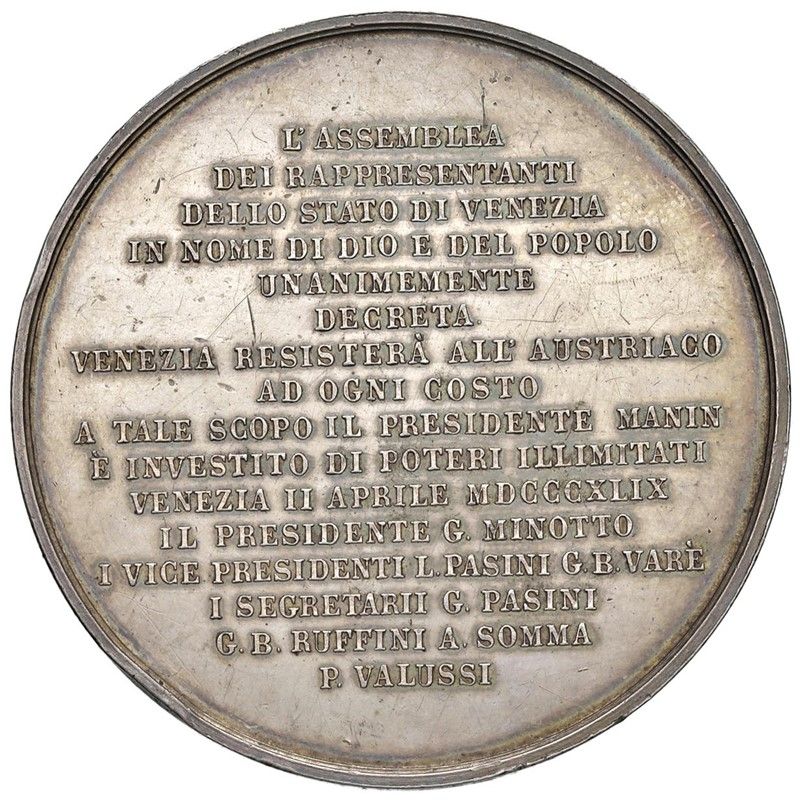 L' ASSEMBLEA
DEI RAPPRESENTANTI
DELLO STATO DI VENEZIA
IN NOME DI DIO E DEL POPOLO
UNANIMEMENTE
DECRETA
VENEZIA RESISTERÀ ALL' AUSTRIACO
AD OGNI COSTO
A TALE SCOPO IL PRESIDENTE MANIN
È INVESTITO DI POTERI ILLIMITATI
VENEZIA II APRILE MDCCCXLIX
IL PRESIDENTE G. MINOTTO
I VICE PRESIDENTI L. PASINI G. B. VARÈ
I SEGRETARII G. PASINI
G. B. RUFFINI A. SOMMA
P. VALUSSI